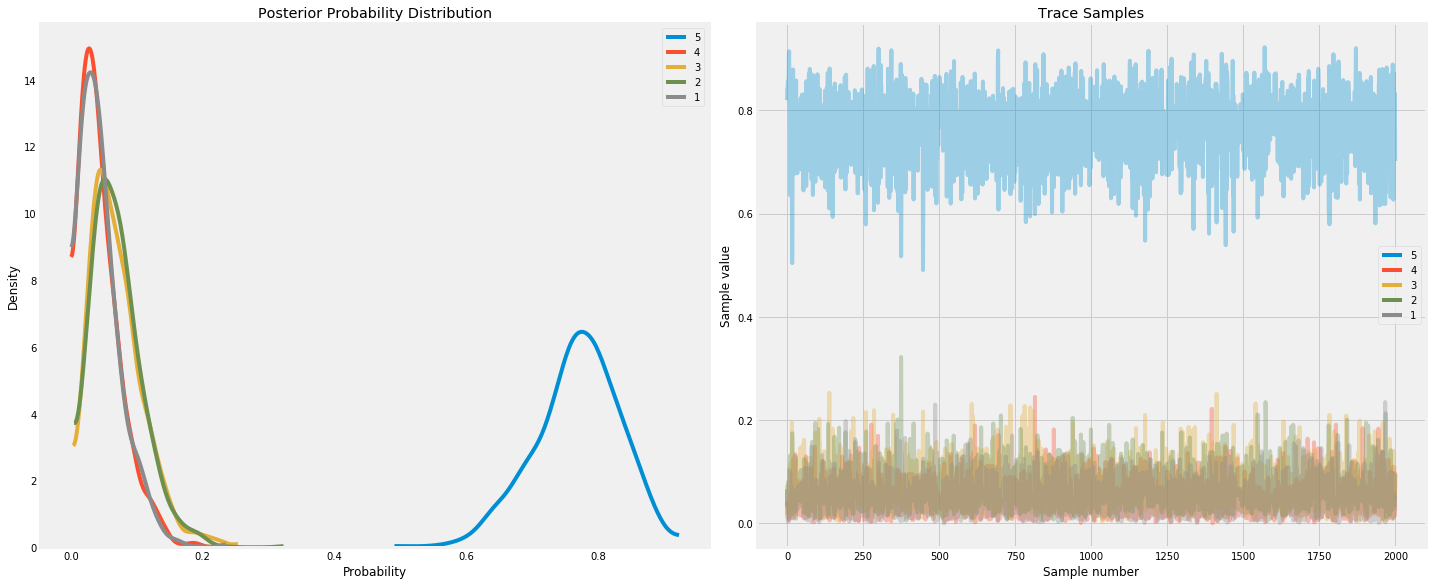 Posterior Probability Distribution
14
12
10
8
6
4
2
0
Density
0.0 0.2 0.4 0.6 0.8
Probability
5
4
3
2
1
Trace Samples
0.8
0.6
0.4
0.2
0.0
Sample value
0 250 500 750 1000 1250 1500 1750 2000
Sample number
5
4
3
2
1